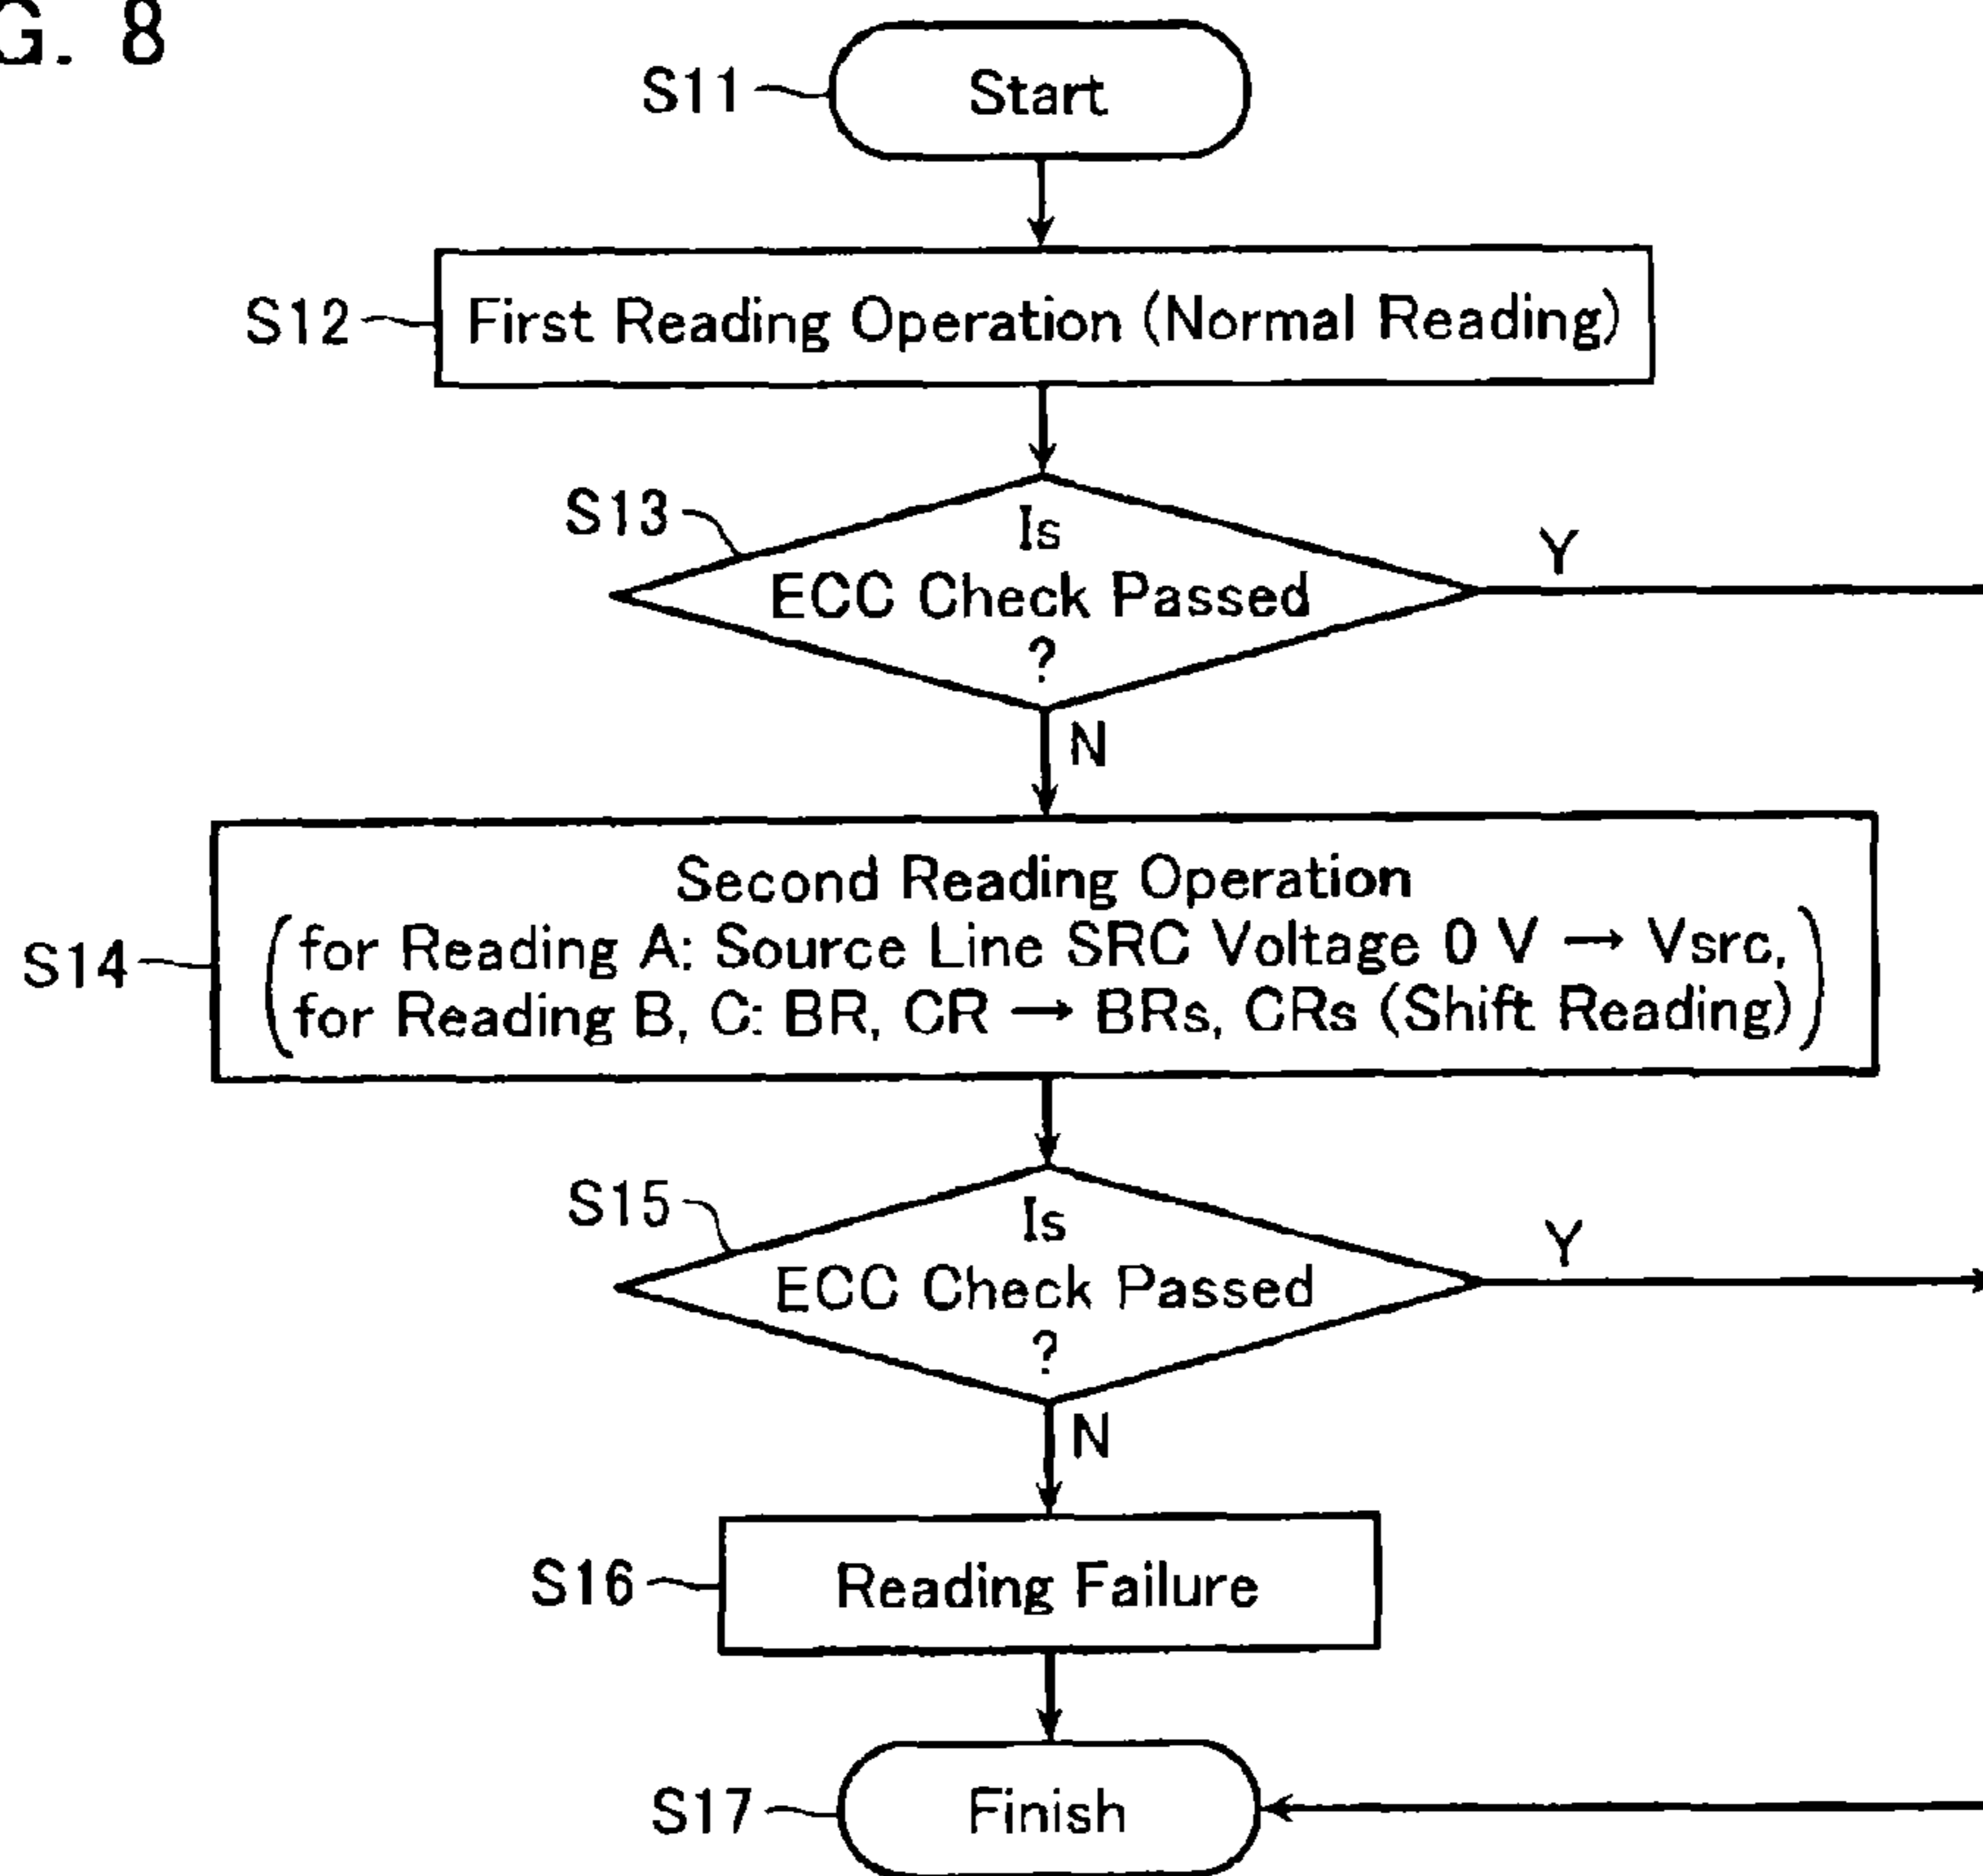 G. 8
S11
Start
S12
First Reading Operation (Normal Reading)
S13
Is
ECC Check Passed
?
Y
N
S14
Second Reading Operation
(for Reading A: Source Line SRC Voltage 0 V → Vsrc,
for Reading B, C: BR, CR → BRs, CRs (Shift Reading))
S15
Is
ECC Check Passed
?
Y
N
S16
Reading Failure
S17
Finish